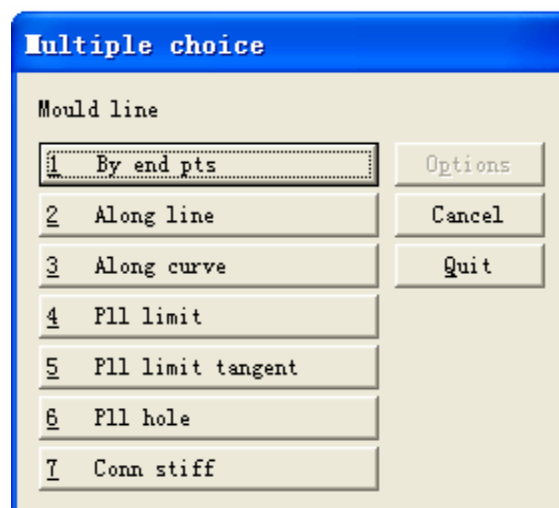 Multiple choice
Mould line
1 By end pts
Options
2 Along line
Cancel
3 Along curve
Quit
4 Pll limit
5 Pll limit tangent
6 Pll hole
7 Conn stiff